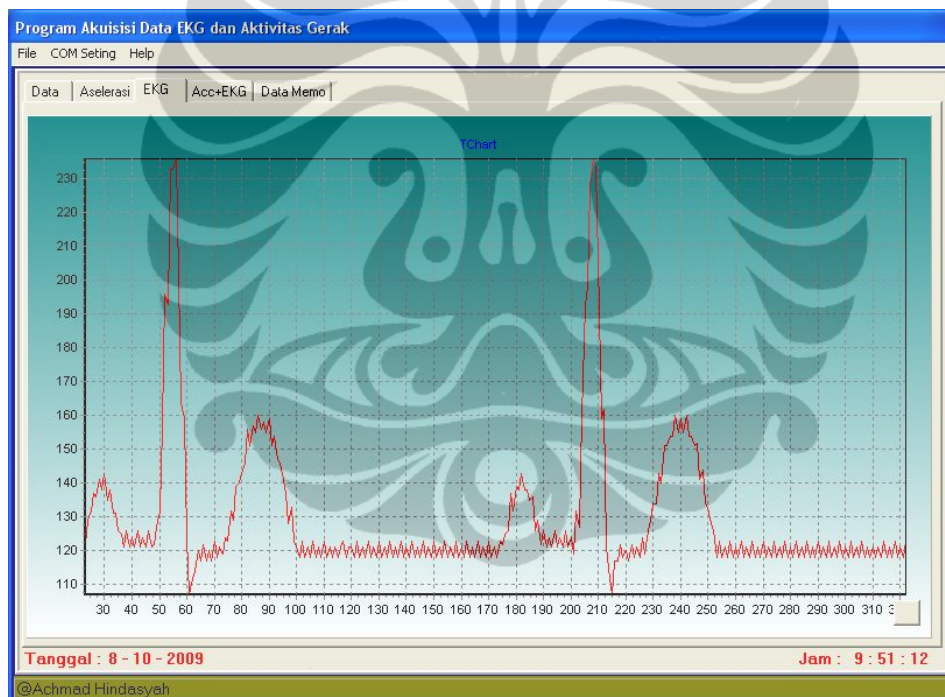 Program Akuisisi Data EKG dan Aktivitas Gerak
File COM Seting Help
Data Aselerasi EKG Acc+EKG Data Memo
TChart
230
220
210
200
190
180
170
160
150
140
130
120
110
30 40 50 60 70 80 90 100 110 120 130 140 150 160 170 180 190 200 210 220 230 240 250 260 270 280 290 300 310
Tanggal : 8 - 10 - 2009 Jam : 9 : 51 : 12
@Achmad Hindasyah